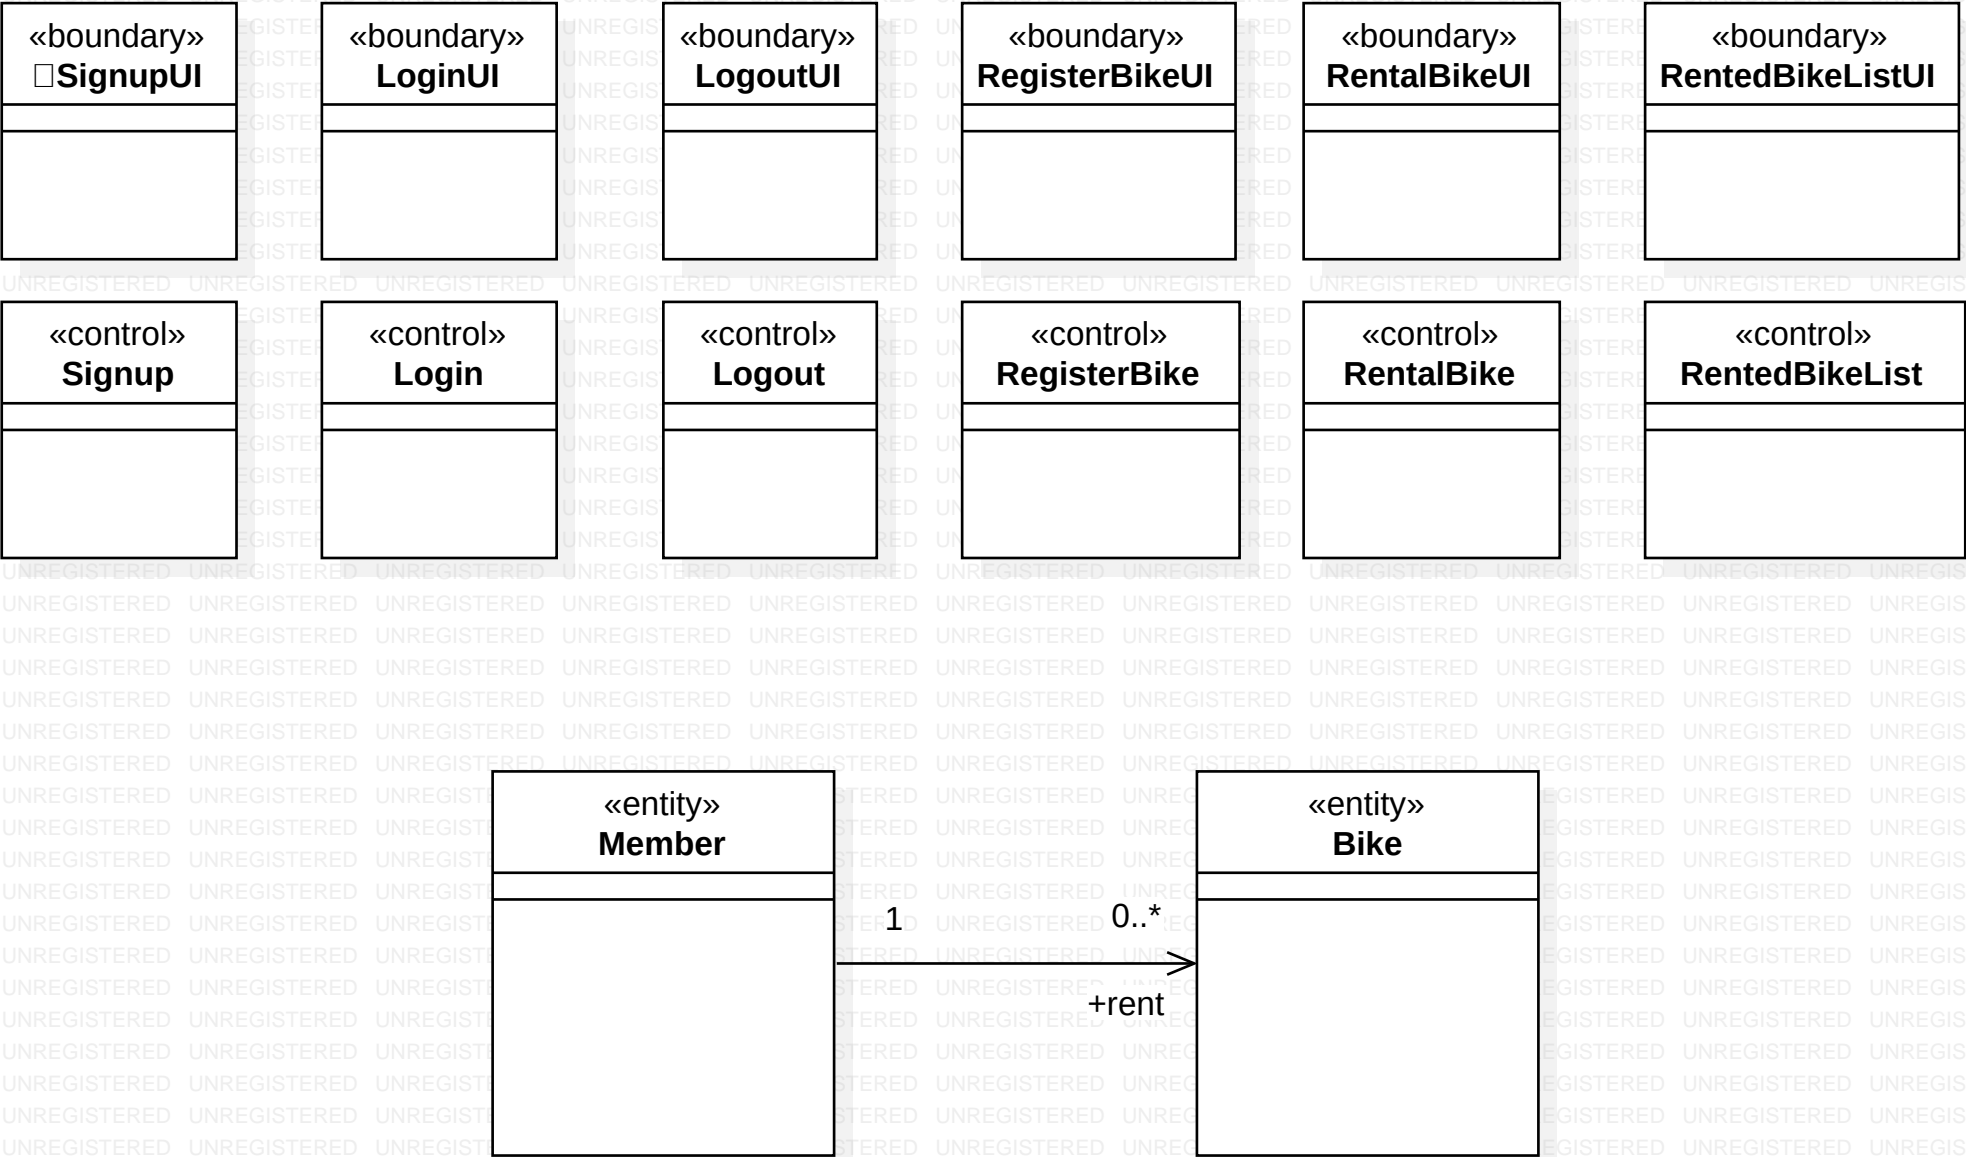 «boundary» «boundary» «boundary» «boundary» «boundary» «boundary»
SignupUI LoginUI LogoutUI RegisterBikeUI RentalBikeUI RentedBikeListUI
«control» «control» «control» «control» «control» «control»
Signup Login Logout RegisterBike RentalBike RentedBikeList
«entity» «entity»
Member Bike
1 0..*
+rent
UNREGISTERED